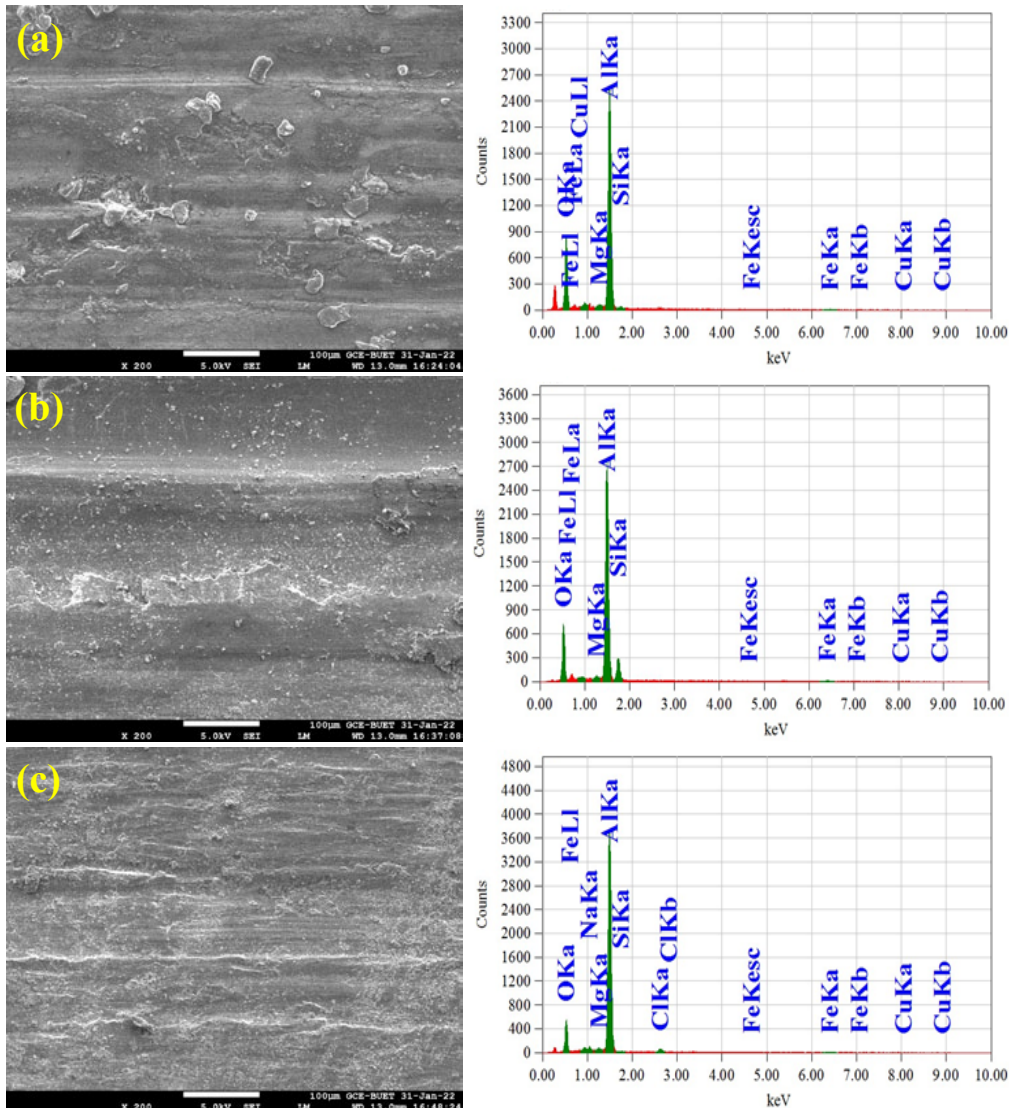 (a)
100µm GCE-BUET 31-Jan-22
X 200 5.0kV SEI LM WD 13.0mm 16:24:04
3300
3000
2700
2400
2100
1800
1500
1200
900
600
300
0
Counts
FeLl
OKa
FeLa
CuLl
MgKa
AlKa
SiKa
FeKesc
FeKa
FeKb
CuKa
CuKb
0.00 1.00 2.00 3.00 4.00 5.00 6.00 7.00 8.00 9.00 10.00
keV
(b)
100µm GCE-BUET 31-Jan-22
X 200 5.0kV SEI LM WD 13.0mm 16:37:08
3600
3300
3000
2700
2400
2100
1800
1500
1200
900
600
300
0
Counts
OKa
FeLl
FeLa
MgKa
AlKa
SiKa
FeKesc
FeKa
FeKb
CuKa
CuKb
0.00 1.00 2.00 3.00 4.00 5.00 6.00 7.00 8.00 9.00 10.00
keV
(c)
100µm GCE-BUET 31-Jan-22
X 200 5.0kV SEI LM WD 13.0mm 16:48:24
4800
4400
4000
3600
3200
2800
2400
2000
1600
1200
800
400
0
Counts
OKa
FeLl
NaKa
MgKa
AlKa
SiKa
ClKa
ClKb
FeKesc
FeKa
FeKb
CuKa
CuKb
0.00 1.00 2.00 3.00 4.00 5.00 6.00 7.00 8.00 9.00 10.00
keV